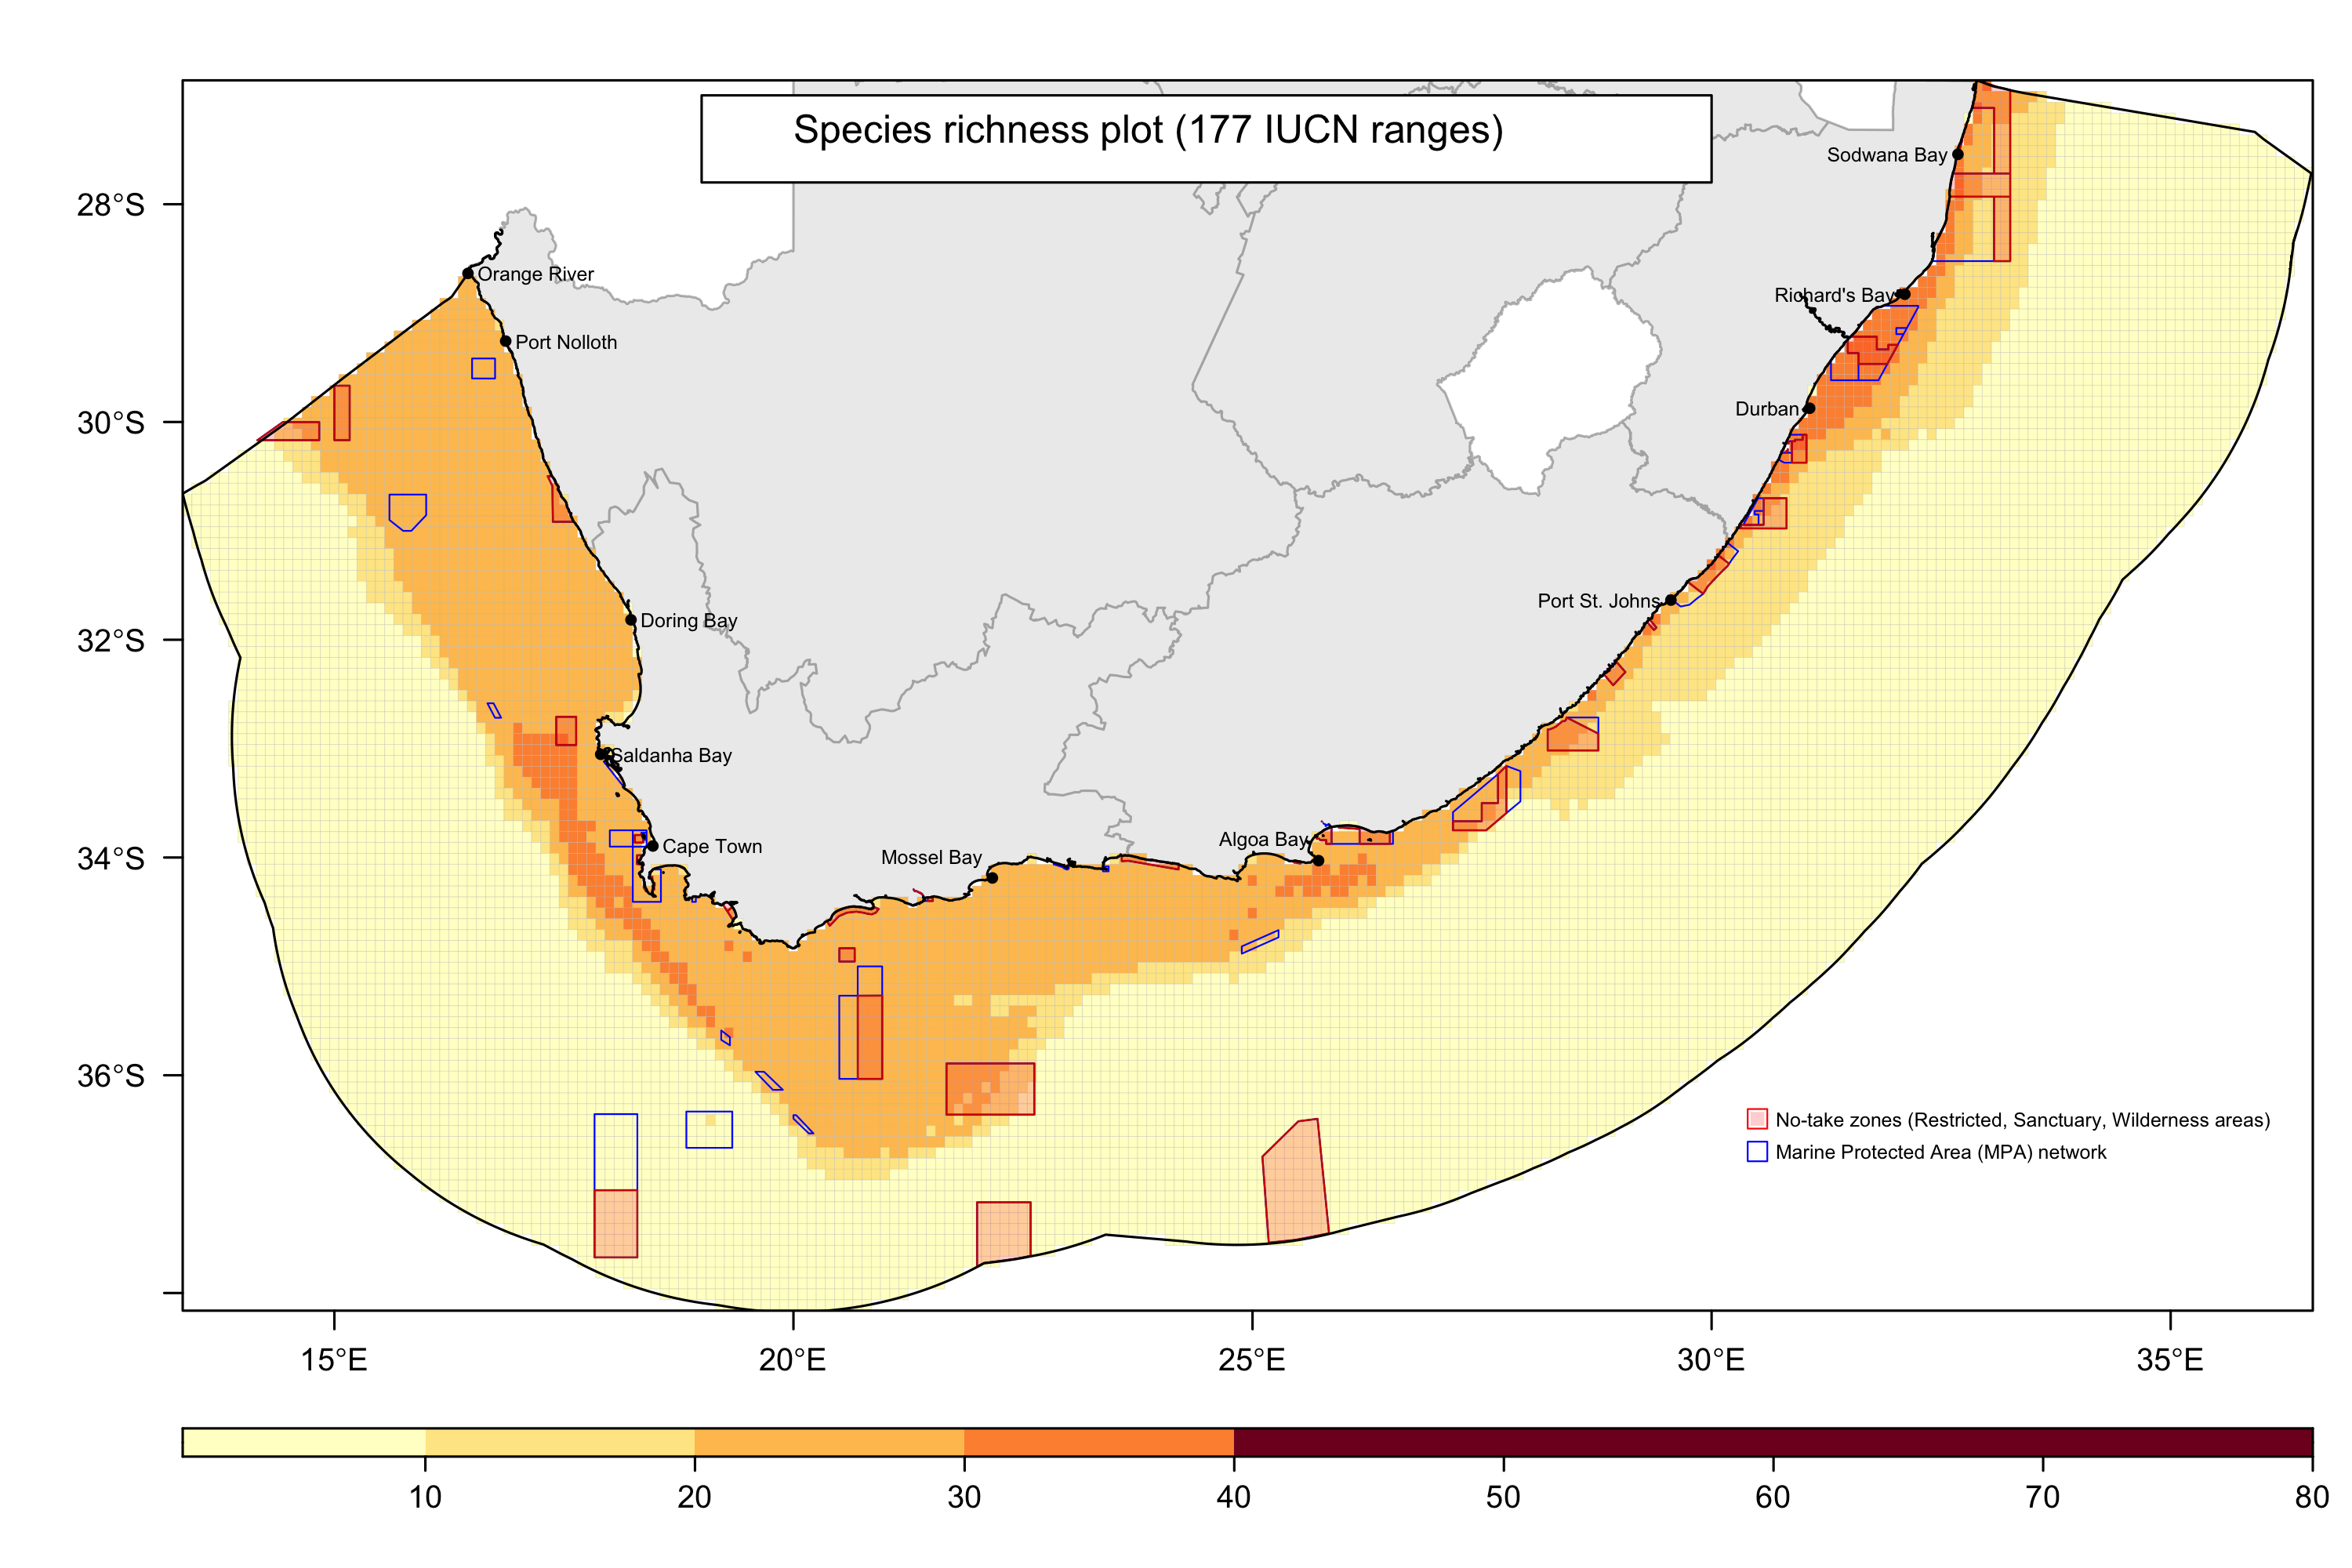 Species richness plot (177 IUCN ranges)
Sodwana Bay
28°S
Orange River
Richard's Bay
Port Nolloth
Durban
30°S
Port St. Johns
Doring Bay
32°S
Saldanha Bay
Algoa Bay
Cape Town
Mossel Bay
34°S
36°S
No-take zones (Restricted, Sanctuary, Wilderness areas)
Marine Protected Area (MPA) network
15°E 20°E 25°E 30°E 35°E
10 20 30 40 50 60 70 80